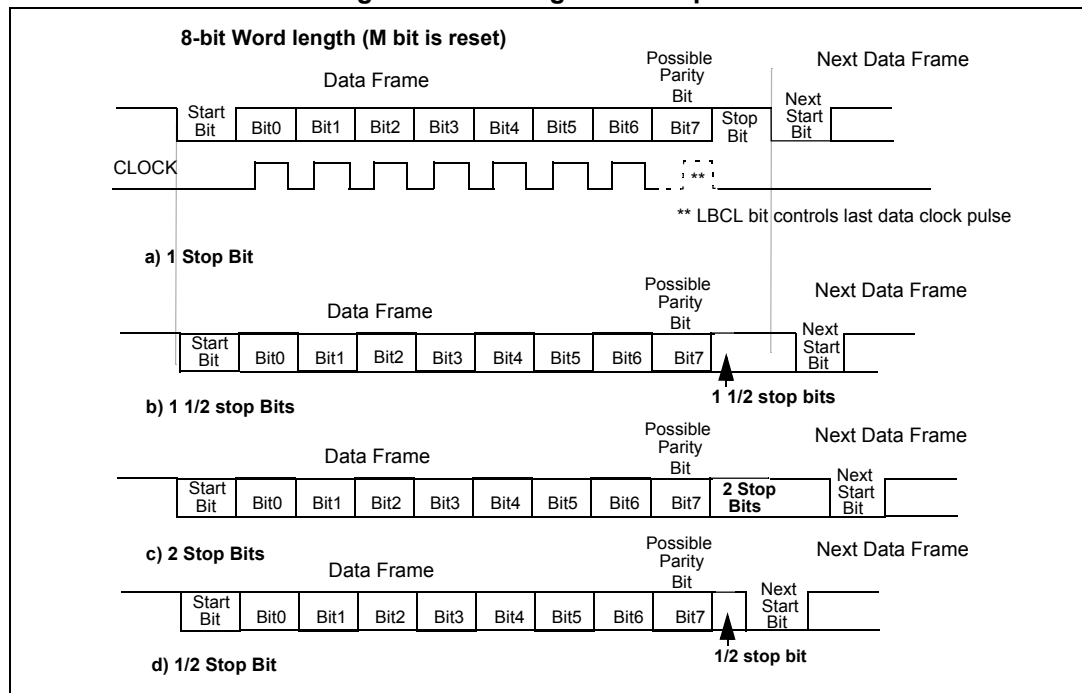 8-bit Word length (M bit is reset)
Possible
Parity
Bit
Next Data Frame
Data Frame
Start
Bit
Bit0
Bit1
Bit2
Bit3
Bit4
Bit5
Bit6
Bit7
Stop
Bit
Next
Start
Bit
CLOCK
**
** LBCL bit controls last data clock pulse
a) 1 Stop Bit
Possible
Parity
Bit
Next Data Frame
Data Frame
Start
Bit
Bit0
Bit1
Bit2
Bit3
Bit4
Bit5
Bit6
Bit7
Next
Start
Bit
1 1/2 stop bits
b) 1 1/2 stop Bits
Possible
Parity
Bit
Next Data Frame
Data Frame
Start
Bit
Bit0
Bit1
Bit2
Bit3
Bit4
Bit5
Bit6
Bit7
2 Stop
Bits
Next
Start
Bit
c) 2 Stop Bits
Possible
Parity
Bit
Next Data Frame
Data Frame
Start
Bit
Bit0
Bit1
Bit2
Bit3
Bit4
Bit5
Bit6
Bit7
Next
Start
Bit
1/2 stop bit
d) 1/2 Stop Bit